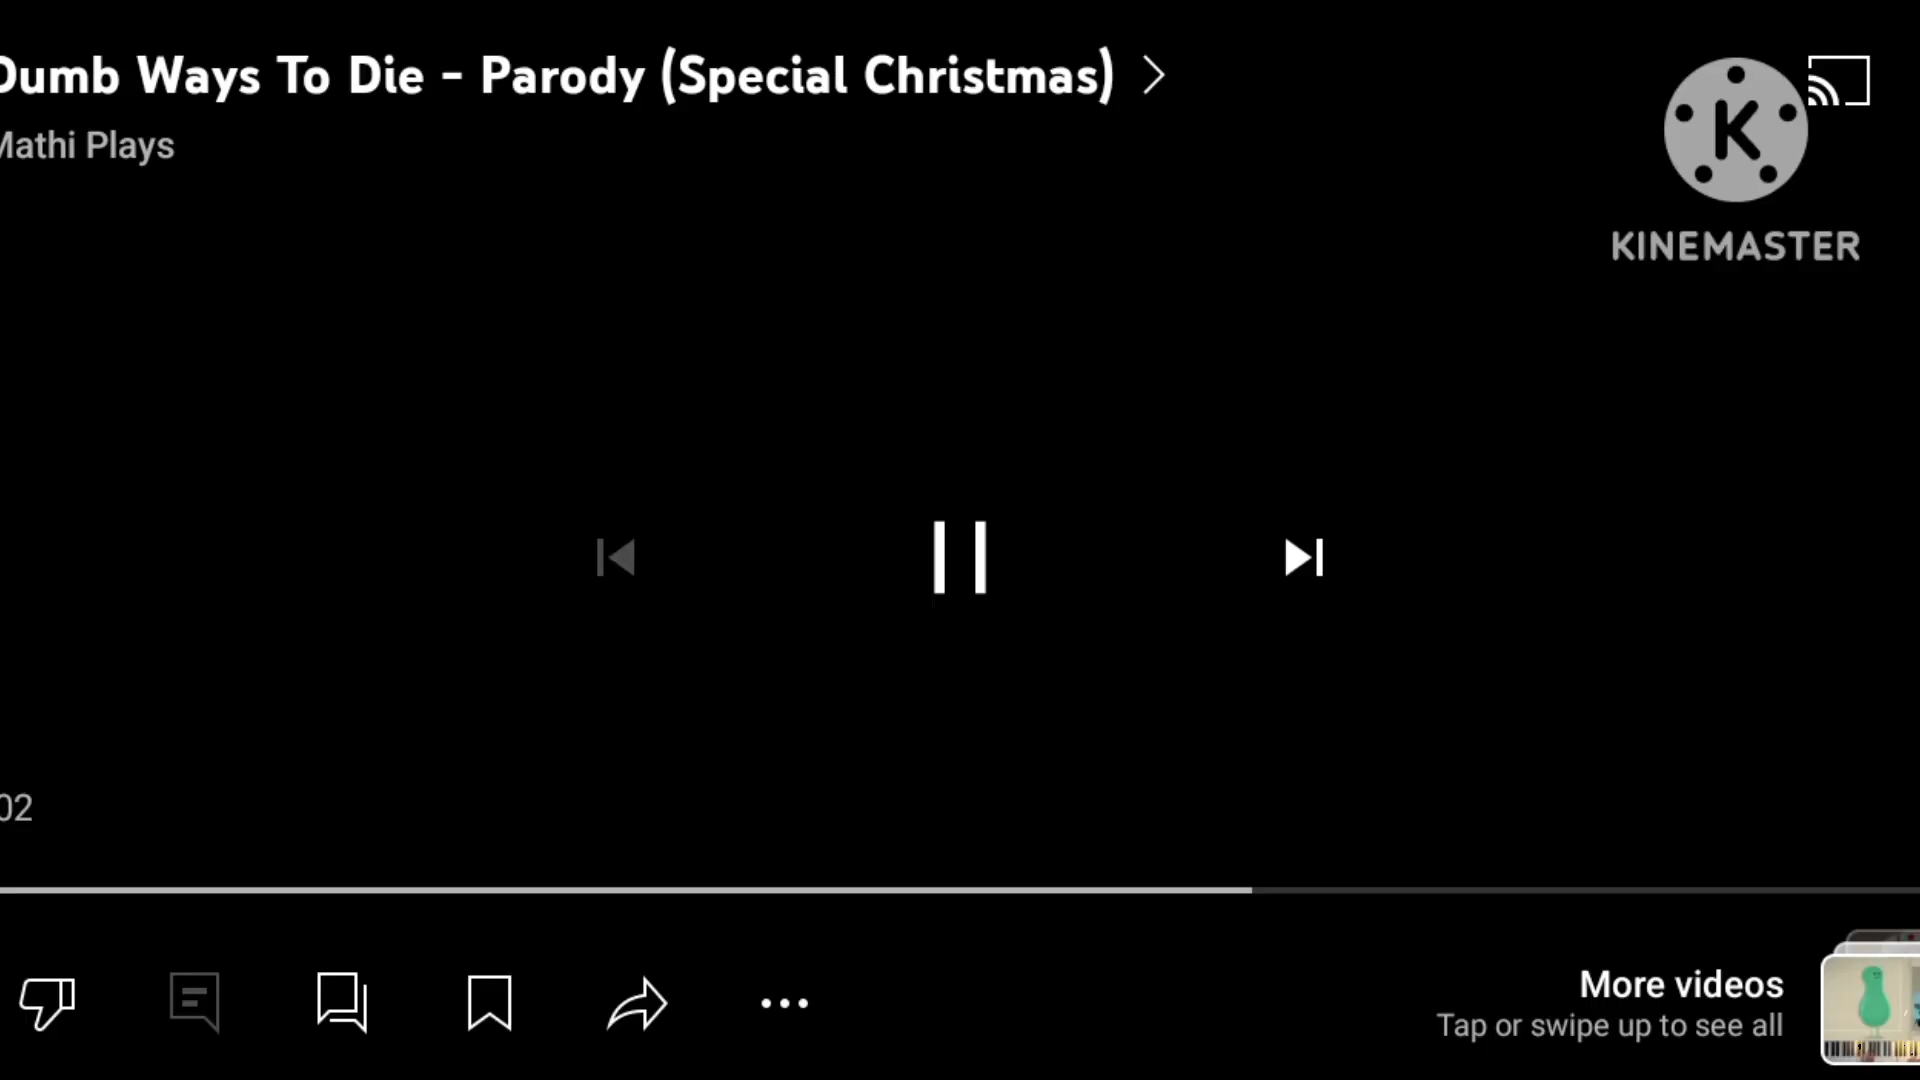 Dumb Ways To Die - Parody (Special Christmas)
Mathi Plays
K
KINEMASTER
02
More videos
Tap or swipe up to see all